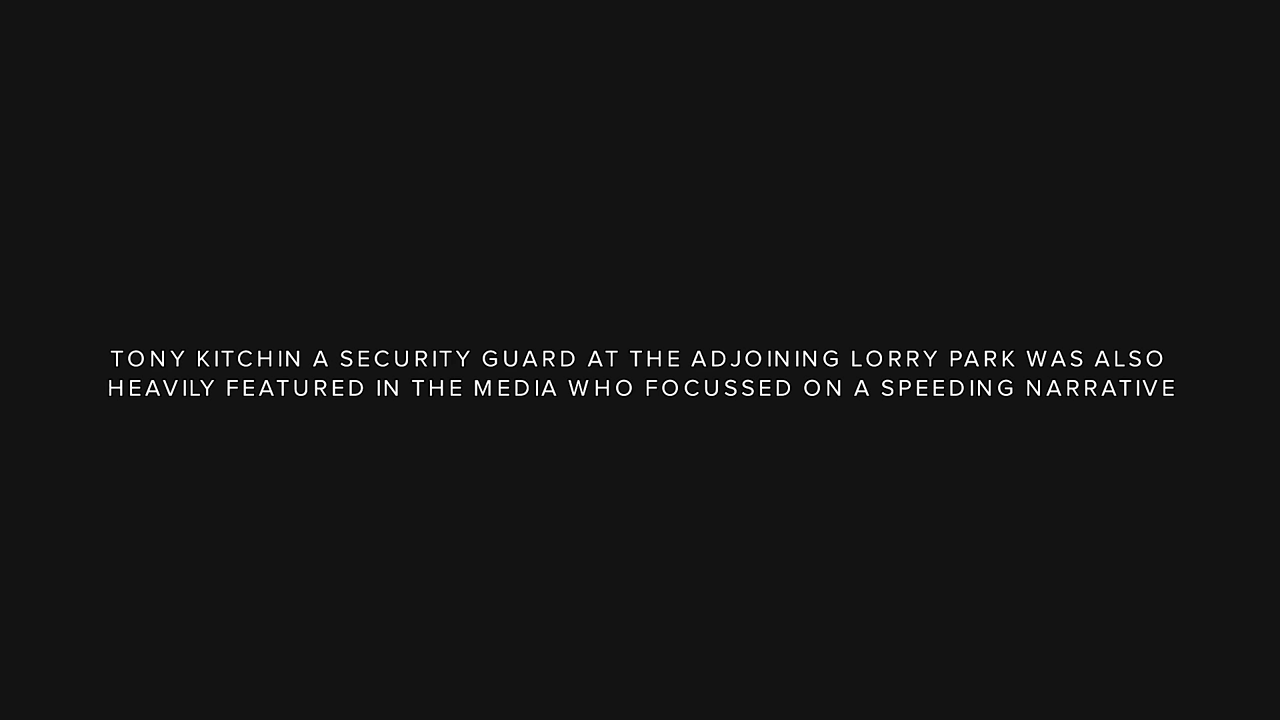 TONY KITCHIN A SECURITY GUARD AT THE ADJOINING LORRY PARK WAS ALSO
HEAVILY FEATURED IN THE MEDIA WHO FOCUSSED ON A SPEEDING NARRATIVE